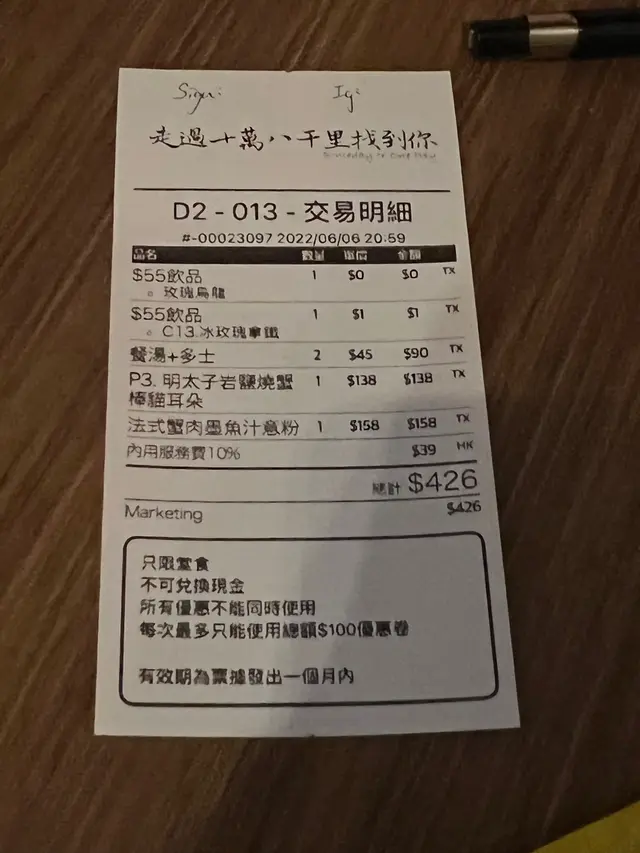 走過十萬八千里找到你
Someday or One Day
D2 - 013 - 交易明細
#-00023097 2022/06/06 20:59
品名 數量 單價 金額
$55飲品 1 $0 $0 TX
。玫瑰烏龍
$55飲品 1 $1 $1 TX
。C13.冰玫瑰拿鐵
餐湯+多士 2 $45 $90 TX
P3. 明太子岩鹽燒蟹 1 $138 $138 TX
棒貓耳朵
法式蟹肉墨魚汁意粉 1 $158 $158 TX
內用服務費10% $39 HK
總計 $426
Marketing $426
只限堂食
不可兌換現金
所有優惠不能同時使用
每次最多只能使用總額$100優惠卷
有效期為票據發出一個月內